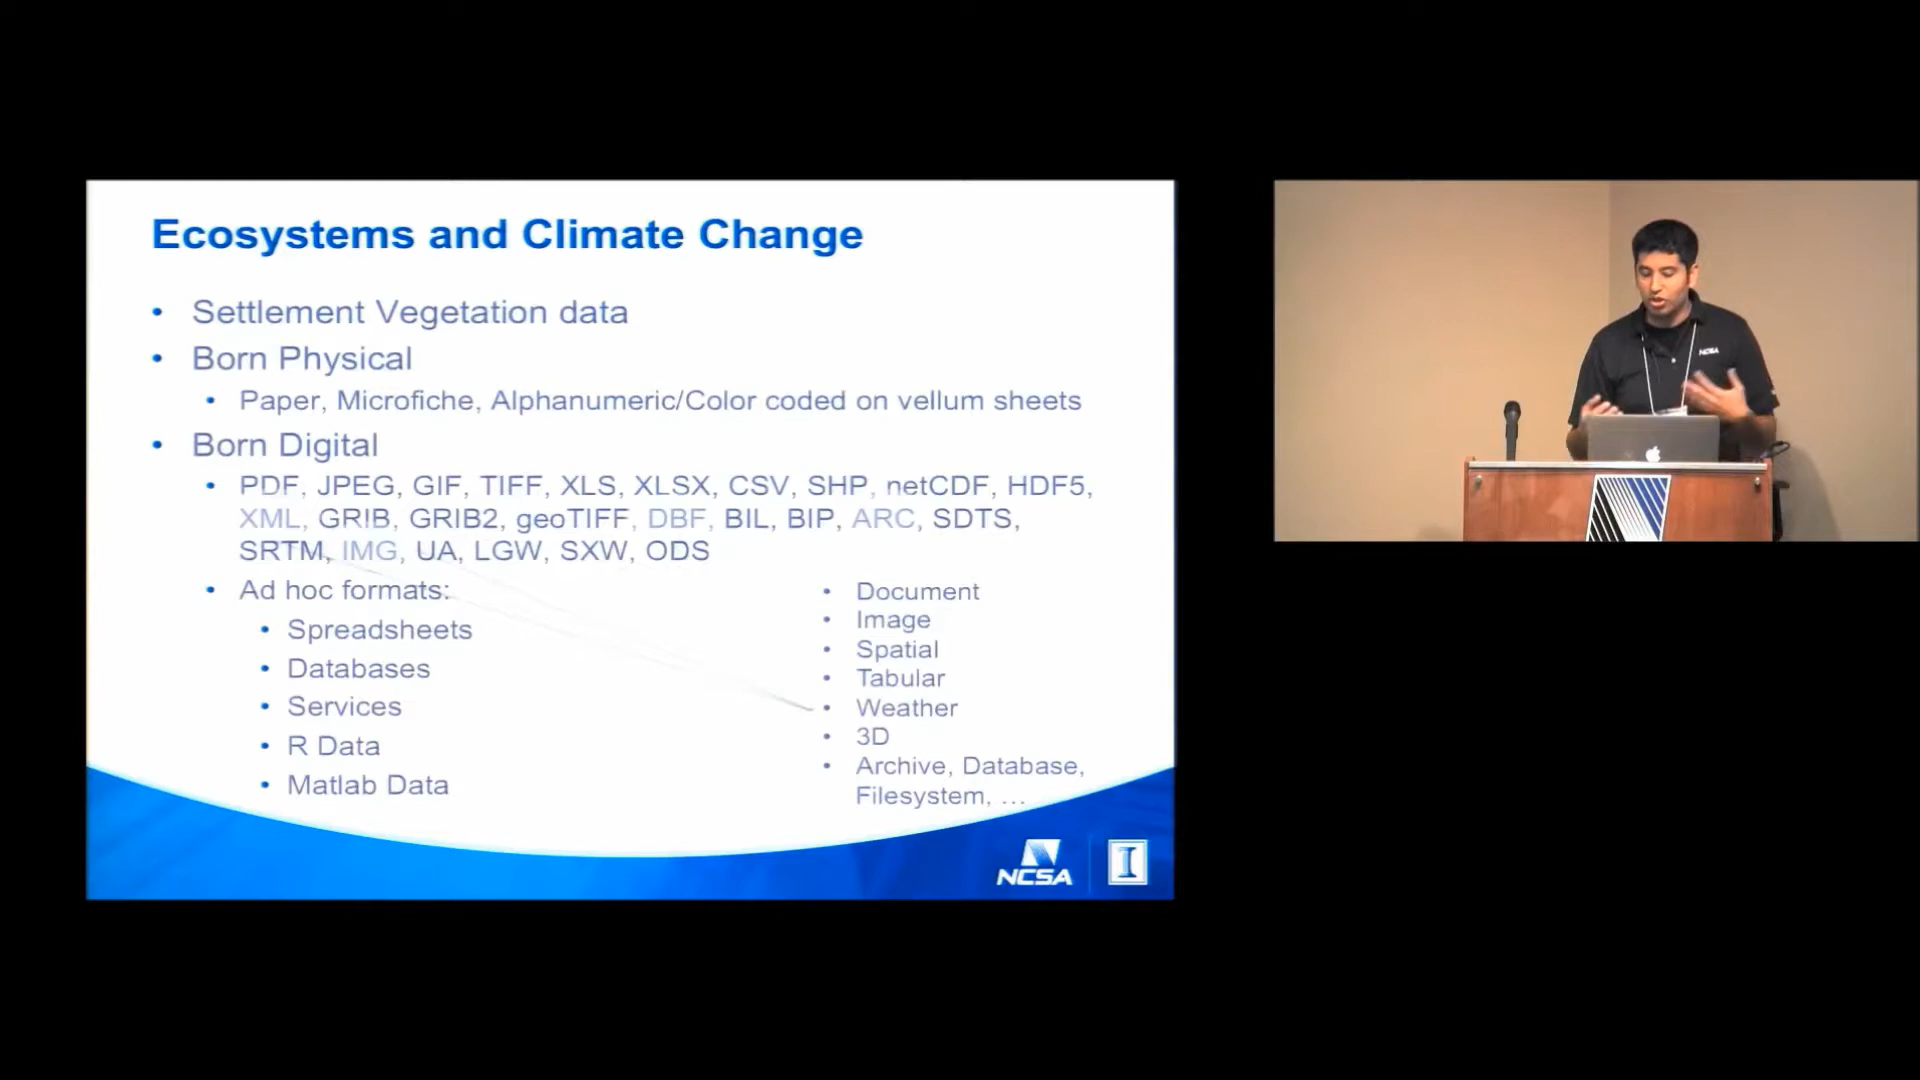 Ecosystems and Climate Change
• Settlement Vegetation data
• Born Physical
• Paper, Microfiche, Alphanumeric/Color coded on vellum sheets
• Born Digital
• PDF, JPEG, GIF, TIFF, XLS, XLSX, CSV, SHP, netCDF, HDF5,
XML, GRIB, GRIB2, geoTIFF, DBF, BIL, BIP, ARC, SDTS,
SRTM, IMG, UA, LGW, SXW, ODS
• Ad hoc formats:
• Spreadsheets
• Databases
• Services
• R Data
• Matlab Data
• Document
• Image
• Spatial
• Tabular
• Weather
• 3D
• Archive, Database,
Filesystem, ...
NCSA
I
NCSA